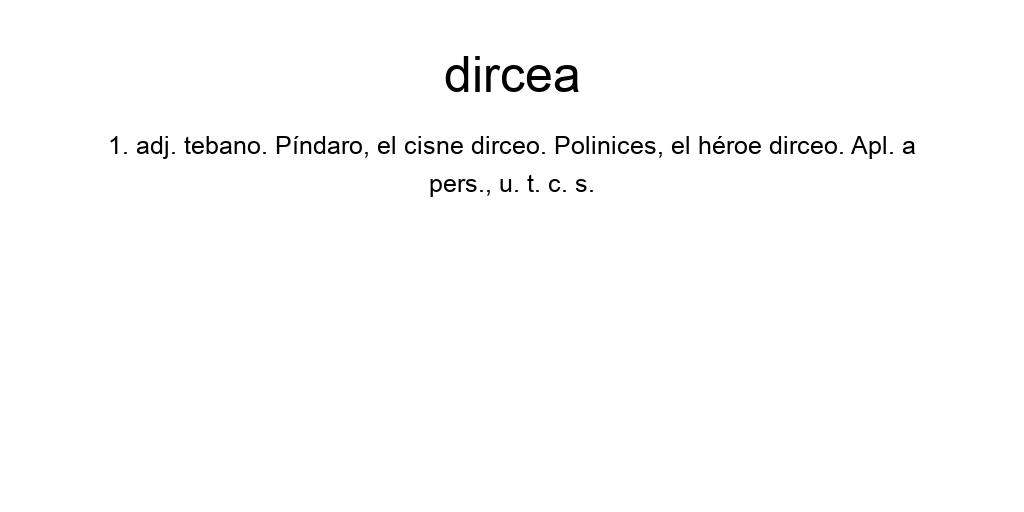 dircea
1. adj. tebano. Píndaro, el cisne dirceo. Polinices, el héroe dirceo. Apl. a
pers., u. t. c. s.